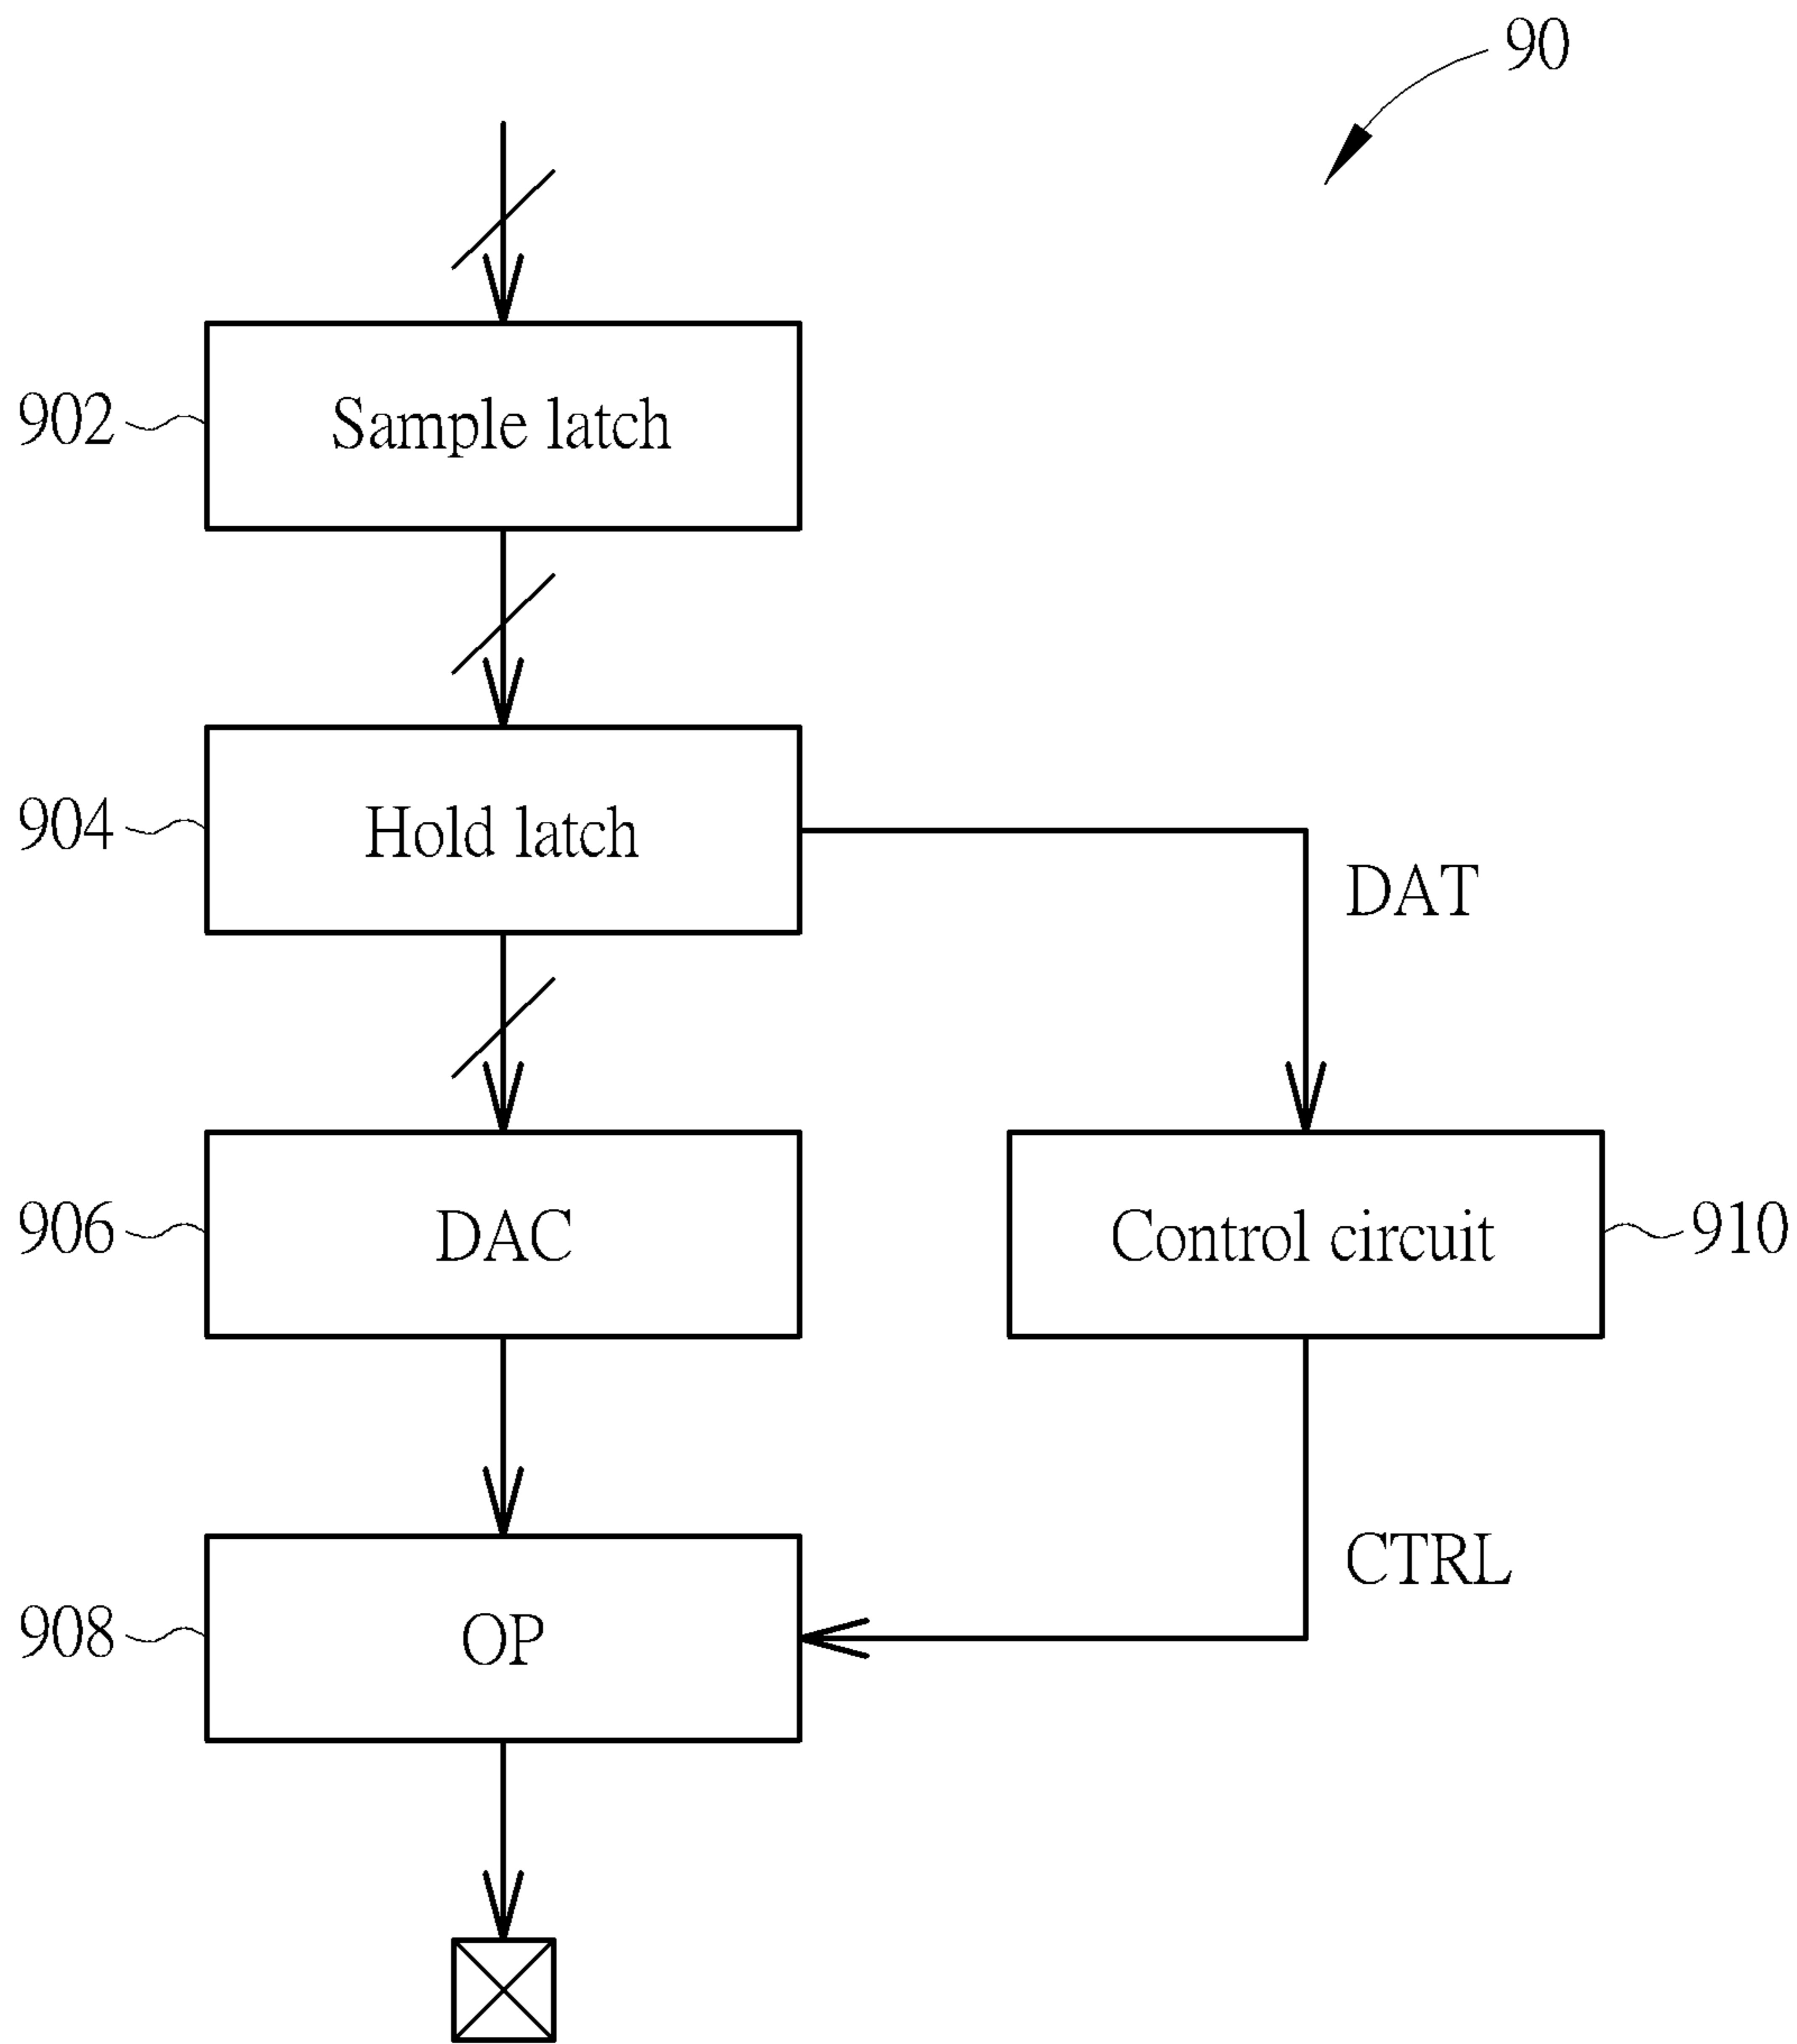 90
902
Sample latch
904
Hold latch
DAT
906
DAC
Control circuit
910
CTRL
908
OP